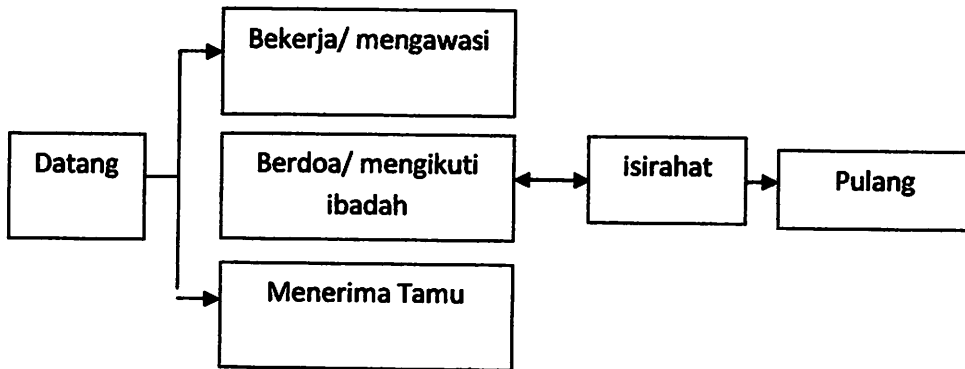 Bekerja/ mengawasi
Datang
Berdoa/ mengikuti
ibadah
isirahat
Pulang
Menerima Tamu